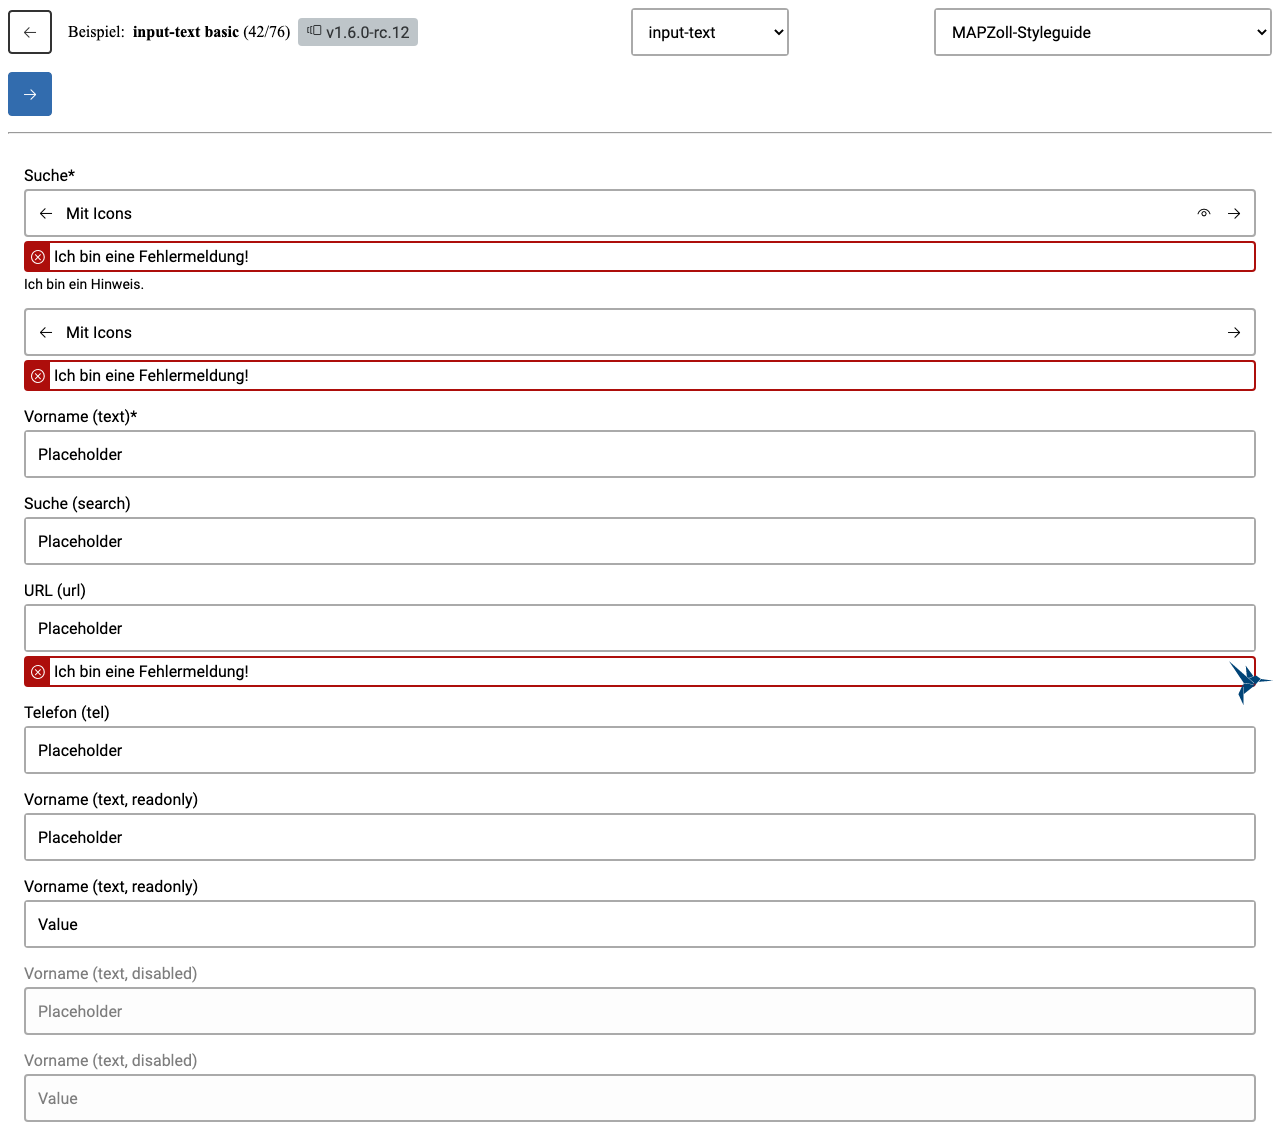 Beispiel: input-text basic (42/76) v1.6.0-rc.12 input-text MAPZoll-Styleguide
Suche*
Mit Icons
Ich bin eine Fehlermeldung!
Ich bin ein Hinweis.
Mit Icons
Ich bin eine Fehlermeldung!
Vorname (text)*
Placeholder
Suche (search)
Placeholder
URL (url)
Placeholder
Ich bin eine Fehlermeldung!
Telefon (tel)
Placeholder
Vorname (text, readonly)
Placeholder
Vorname (text, readonly)
Value
Vorname (text, disabled)
Placeholder
Vorname (text, disabled)
Value